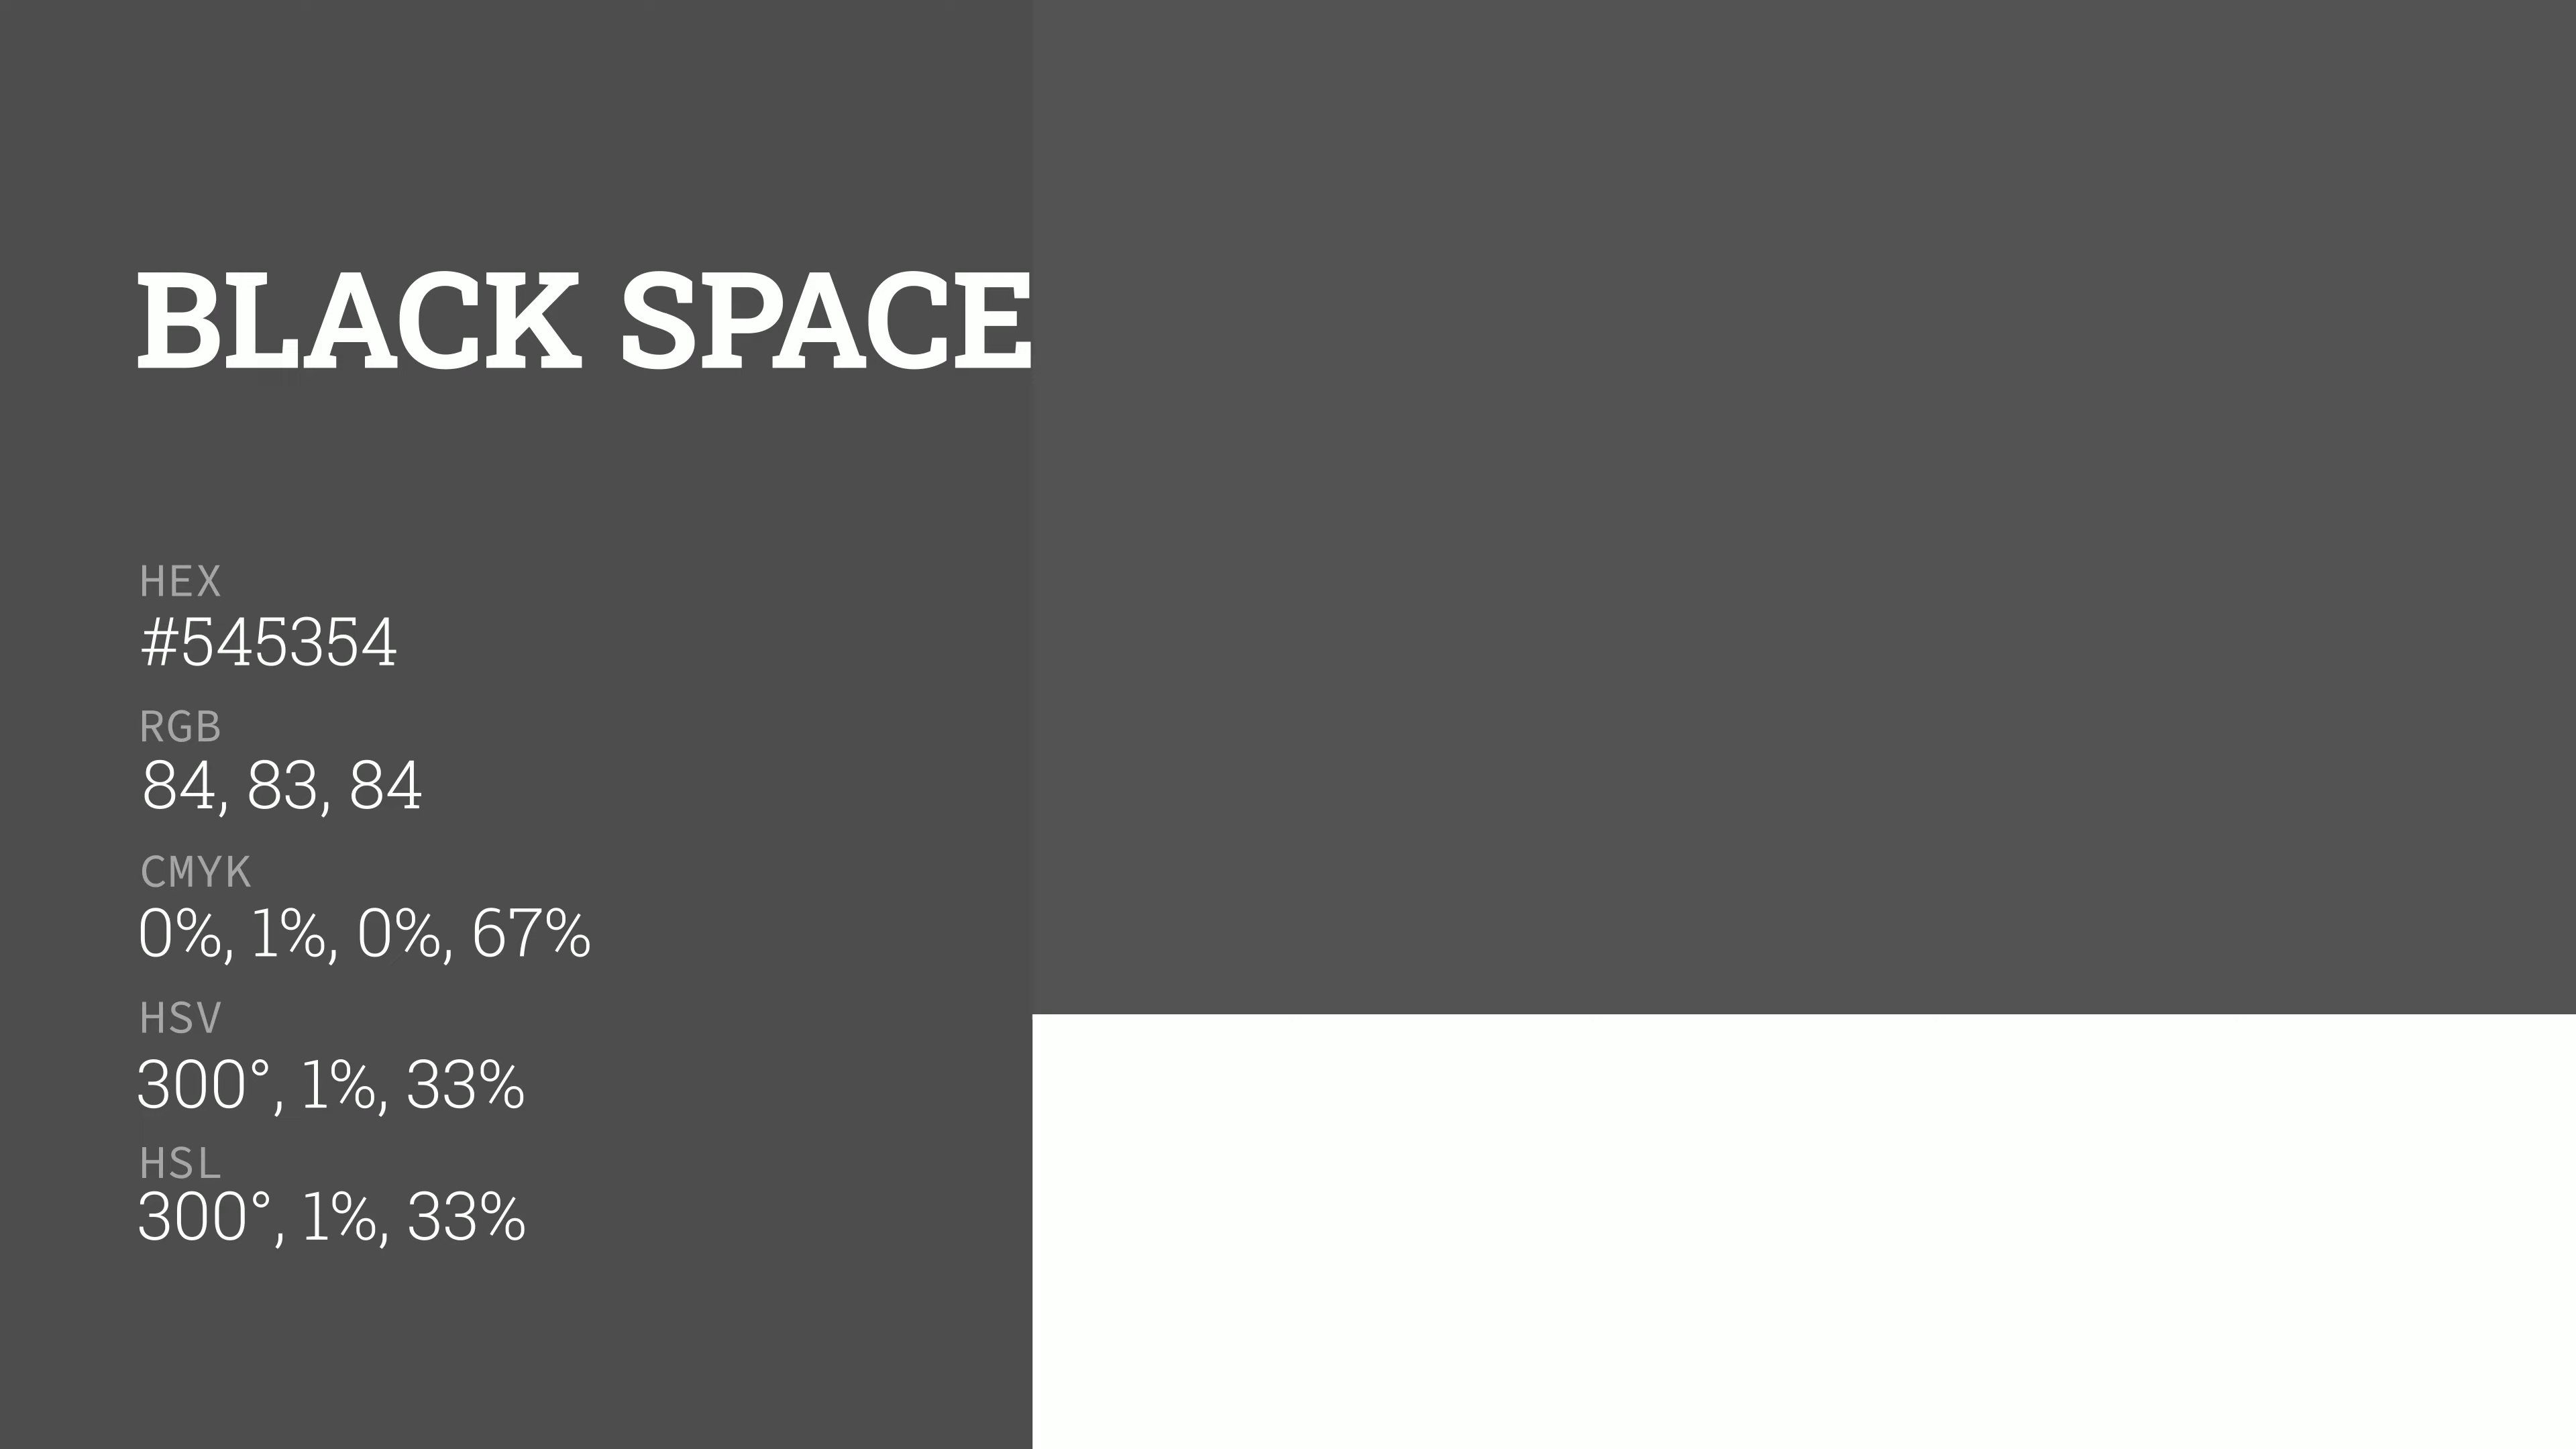 BLACK SPACE
HEX
#545354
RGB
84, 83, 84
CMYK
0%, 1%, 0%, 67%
HSV
300°, 1%, 33%
HSL
300°, 1%, 33%